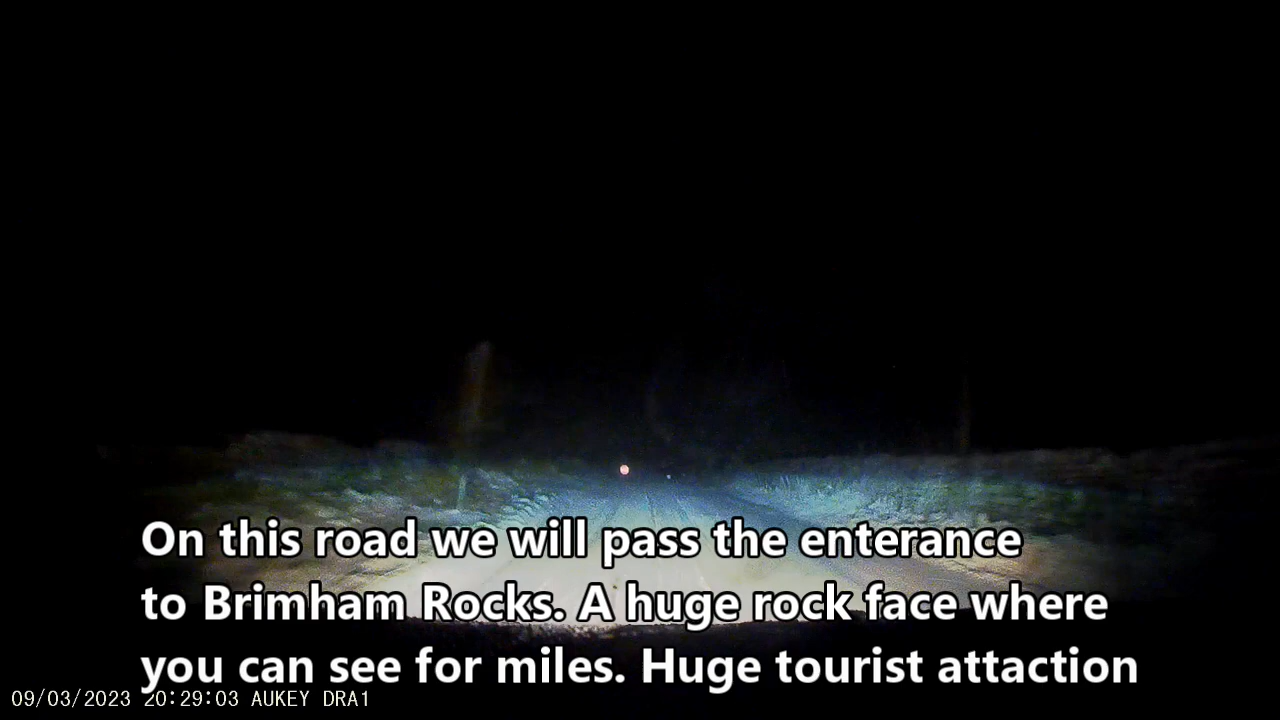 On this road we will pass the enterance
to Brimham Rocks. A huge rock face where
you can see for miles. Huge tourist attaction
09/03/2023 20:29:03 AUKEY DRA1